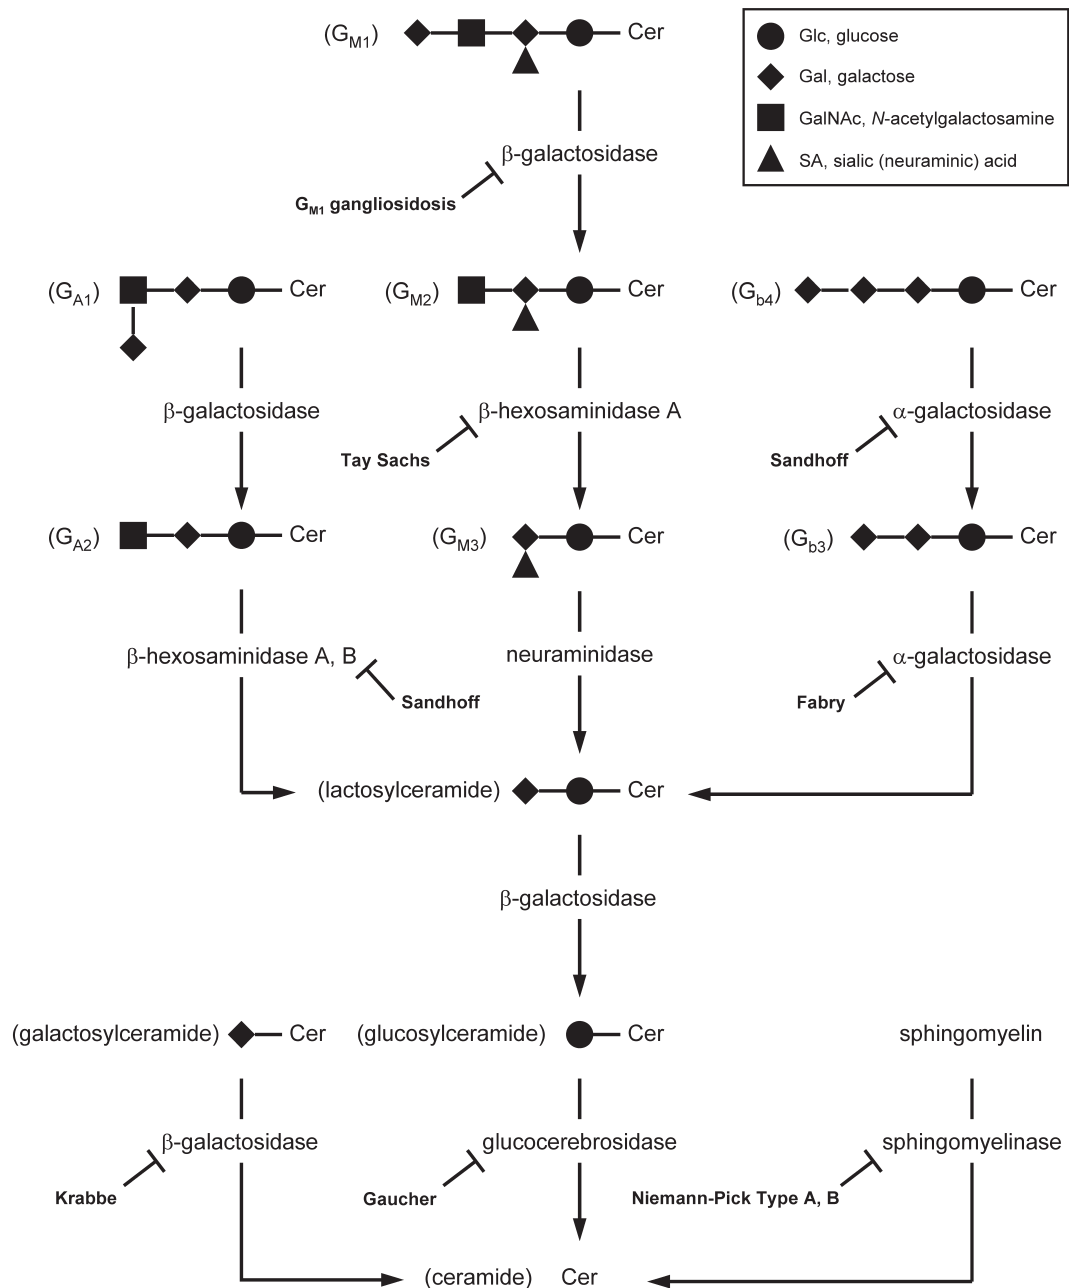 (GM1) Cer
Glc, glucose
Gal, galactose
GalNAc, N-acetylgalactosamine
SA, sialic (neuraminic) acid
β-galactosidase
GM1 gangliosidosis
(GA1) Cer
(GM2) Cer
(Gb4) Cer
β-galactosidase
β-hexosaminidase A
α-galactosidase
Tay Sachs
Sandhoff
(GA2) Cer
(GM3) Cer
(Gb3) Cer
β-hexosaminidase A, B
neuraminidase
α-galactosidase
Sandhoff
Fabry
(lactosylceramide) Cer
β-galactosidase
(galactosylceramide) Cer
(glucosylceramide) Cer
sphingomyelin
β-galactosidase
glucocerebrosidase
sphingomyelinase
Krabbe
Gaucher
Niemann-Pick Type A, B
(ceramide) Cer